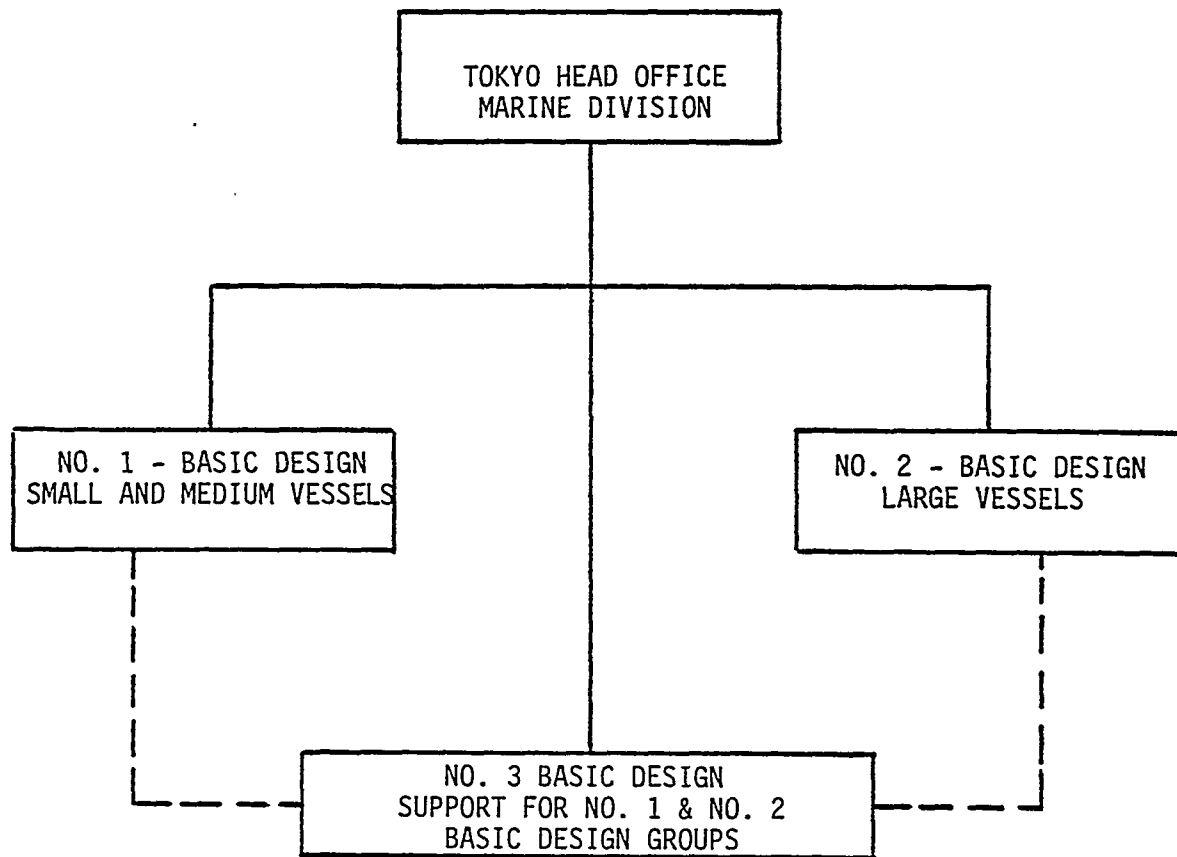 TOKYO HEAD OFFICE
MARINE DIVISION
NO. 1 - BASIC DESIGN
SMALL AND MEDIUM VESSELS
NO. 2 - BASIC DESIGN
LARGE VESSELS
NO. 3 BASIC DESIGN
SUPPORT FOR NO. 1 & NO. 2
BASIC DESIGN GROUPS